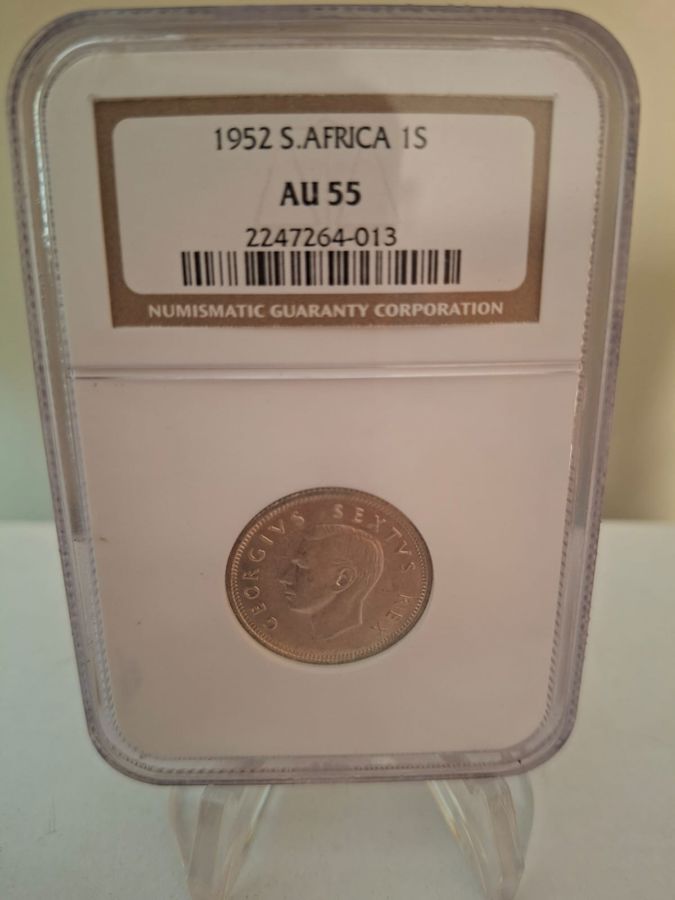 1952 S.AFRICA 1S
AU 55
2247264-013
NUMISMATIC GUARANTY CORPORATION
GEORGIVS SEXTVS REX